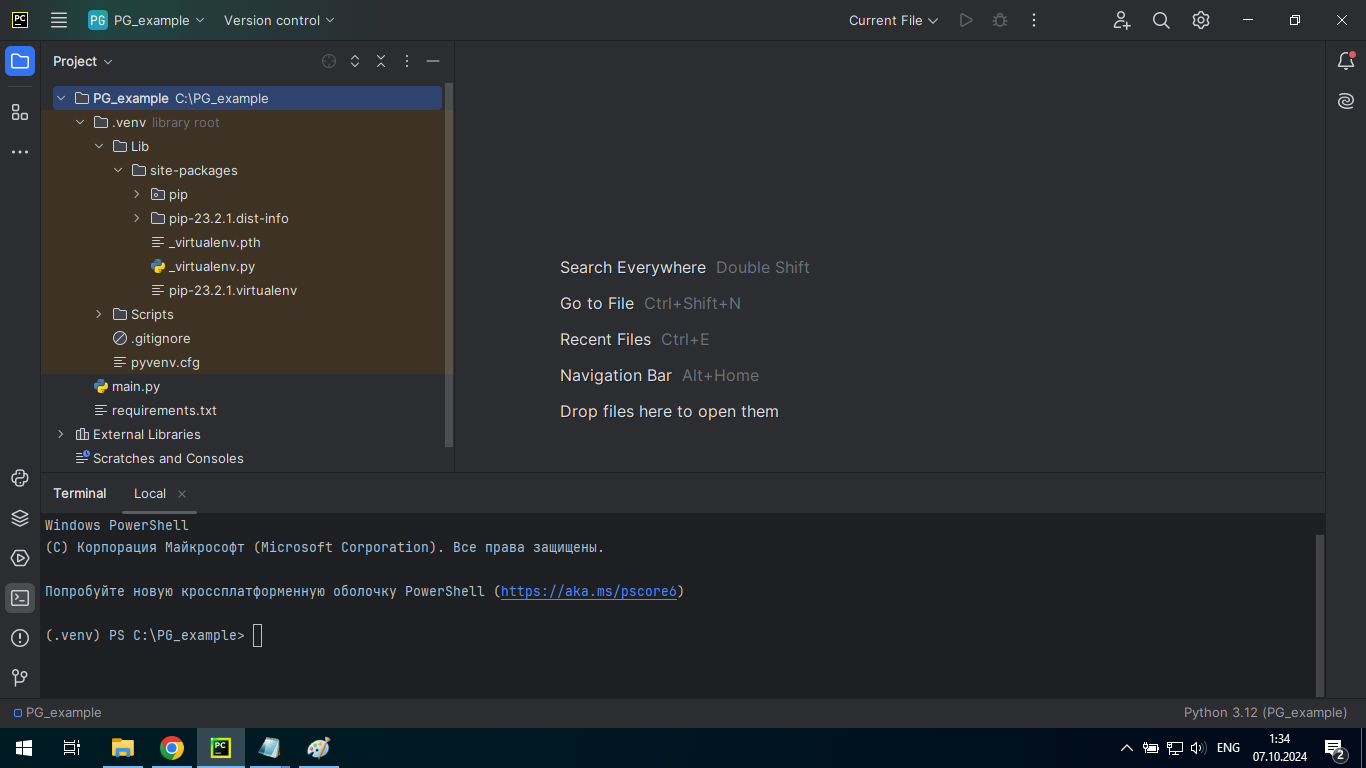 PC PG PG_example Version control Current File
Project
PG_example C:\PG_example
.venv library root
Lib
site-packages
pip
pip-23.2.1.dist-info
_virtualenv.pth
_virtualenv.py
pip-23.2.1.virtualenv
Scripts
.gitignore
pyvenv.cfg
main.py
requirements.txt
External Libraries
Scratches and Consoles
Search Everywhere Double Shift
Go to File Ctrl+Shift+N
Recent Files Ctrl+E
Navigation Bar Alt+Home
Drop files here to open them
Terminal Local
Windows PowerShell
(C) Корпорация Майкрософт (Microsoft Corporation). Все права защищены.
Попробуйте новую кроссплатформенную оболочку PowerShell (https://aka.ms/pscore6)
(.venv) PS C:\PG_example>
PG_example Python 3.12 (PG_example)
PC ENG 1:34
07.10.2024 2